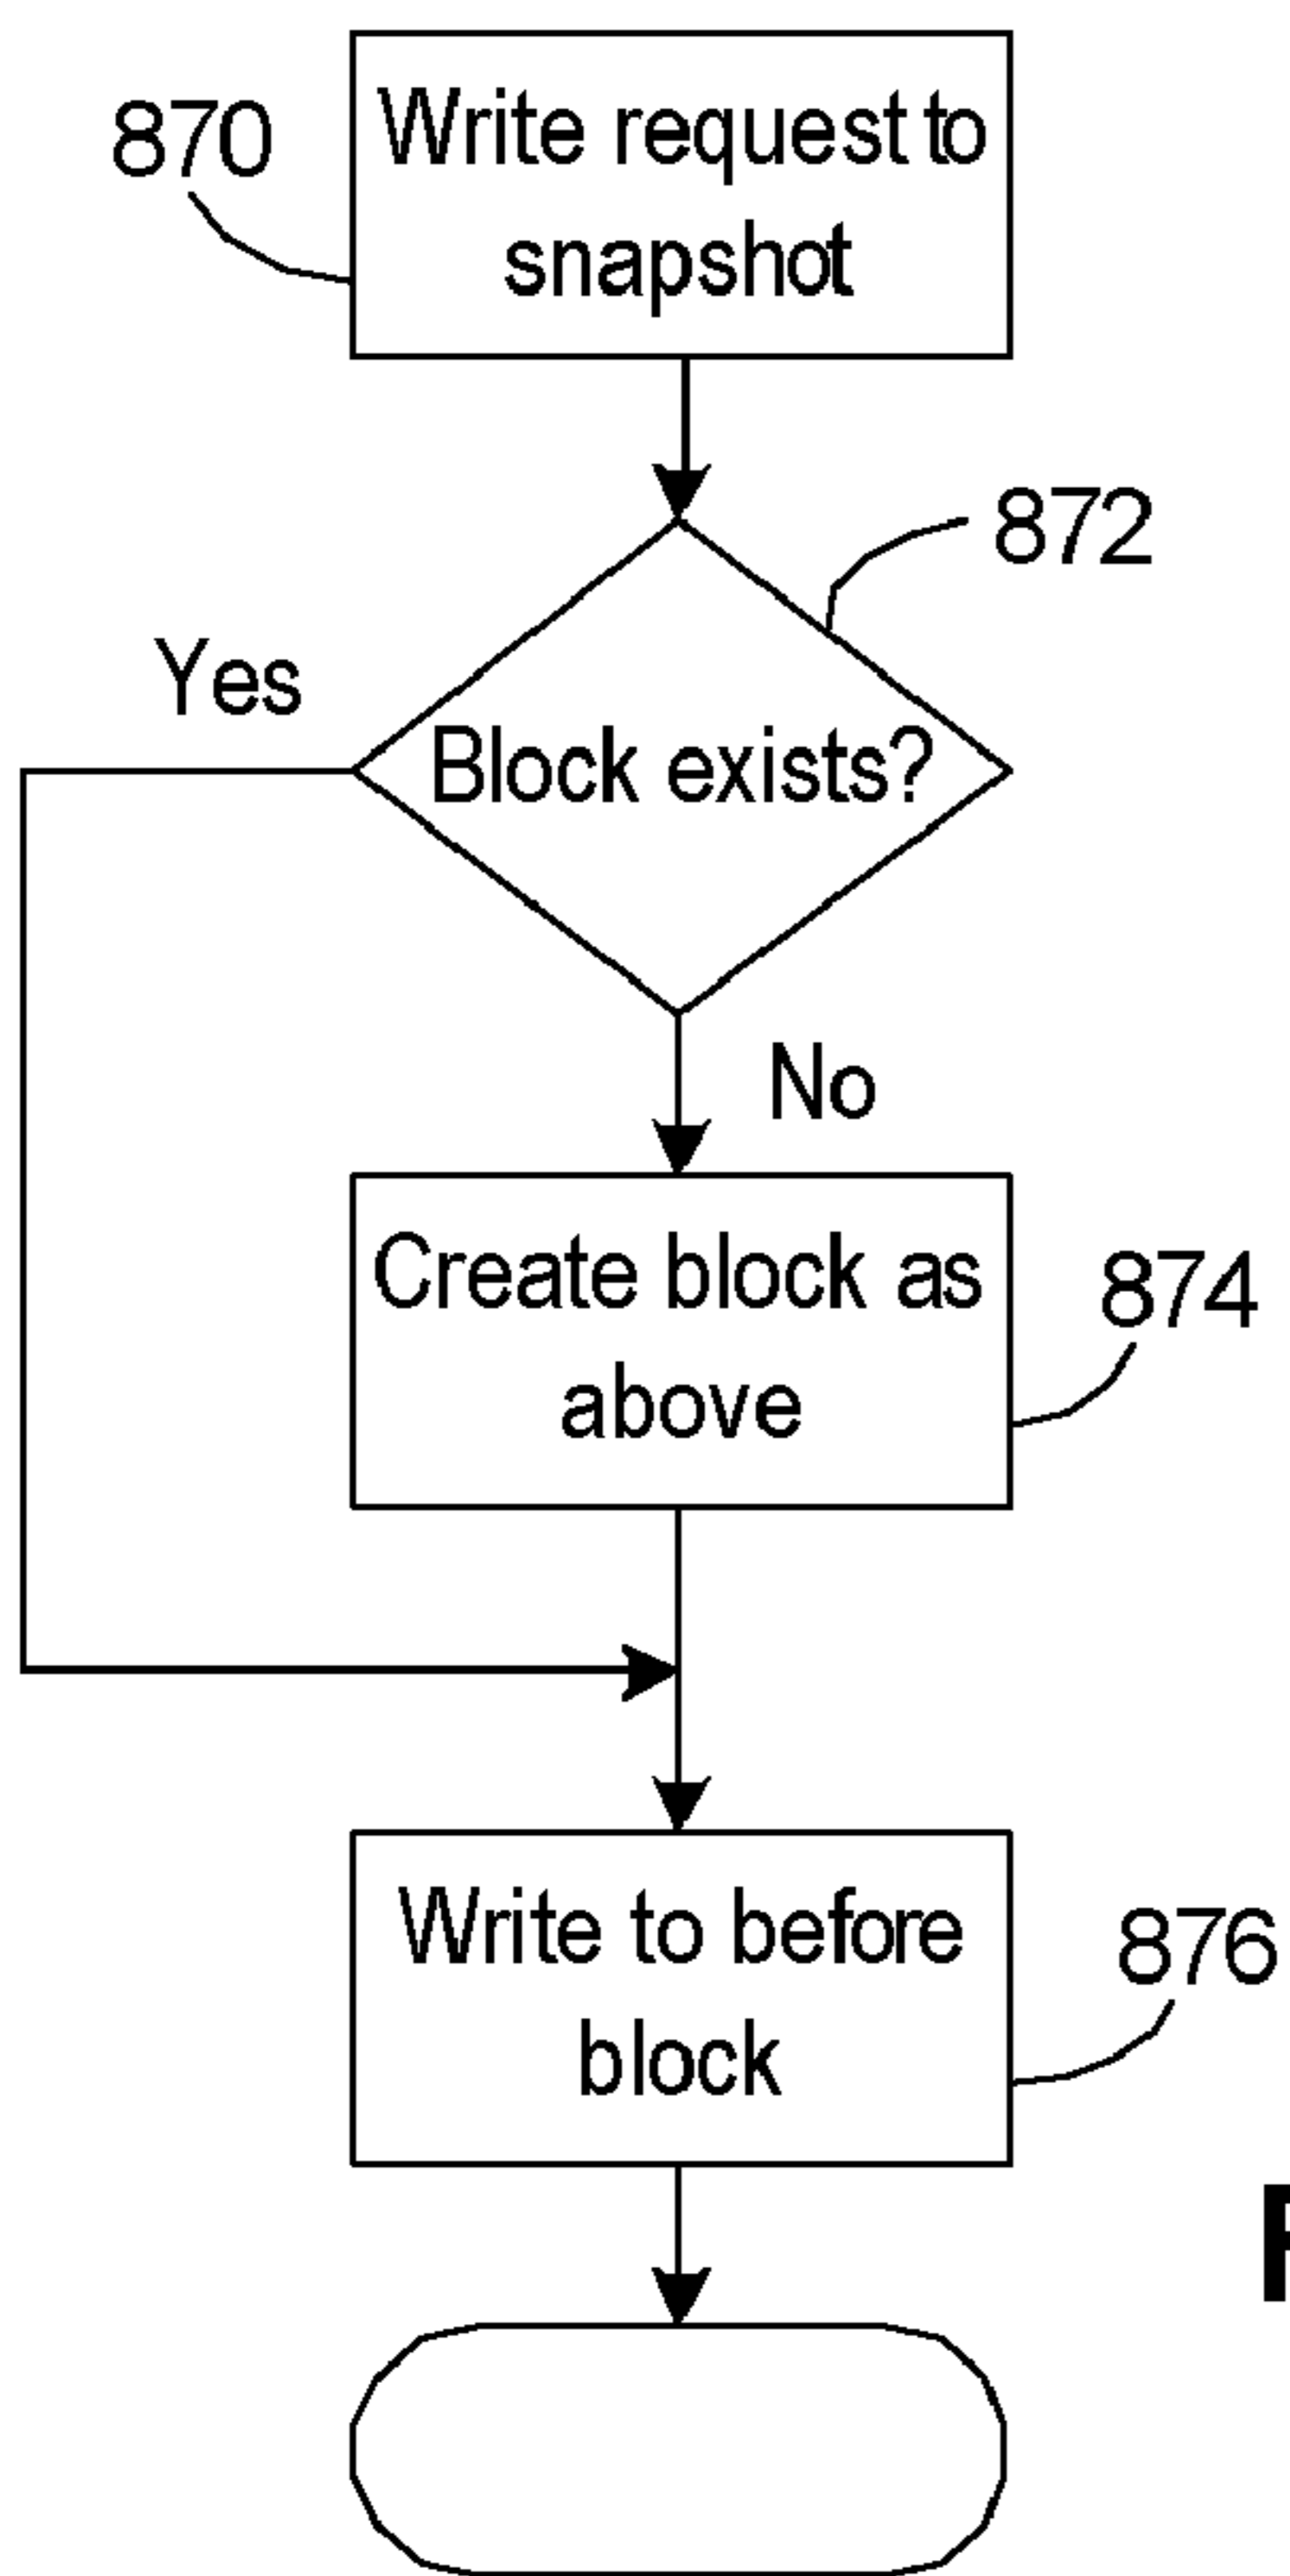 870
Write request to
snapshot
872
Yes
Block exists?
No
Create block as
above
874
Write to before
block
876